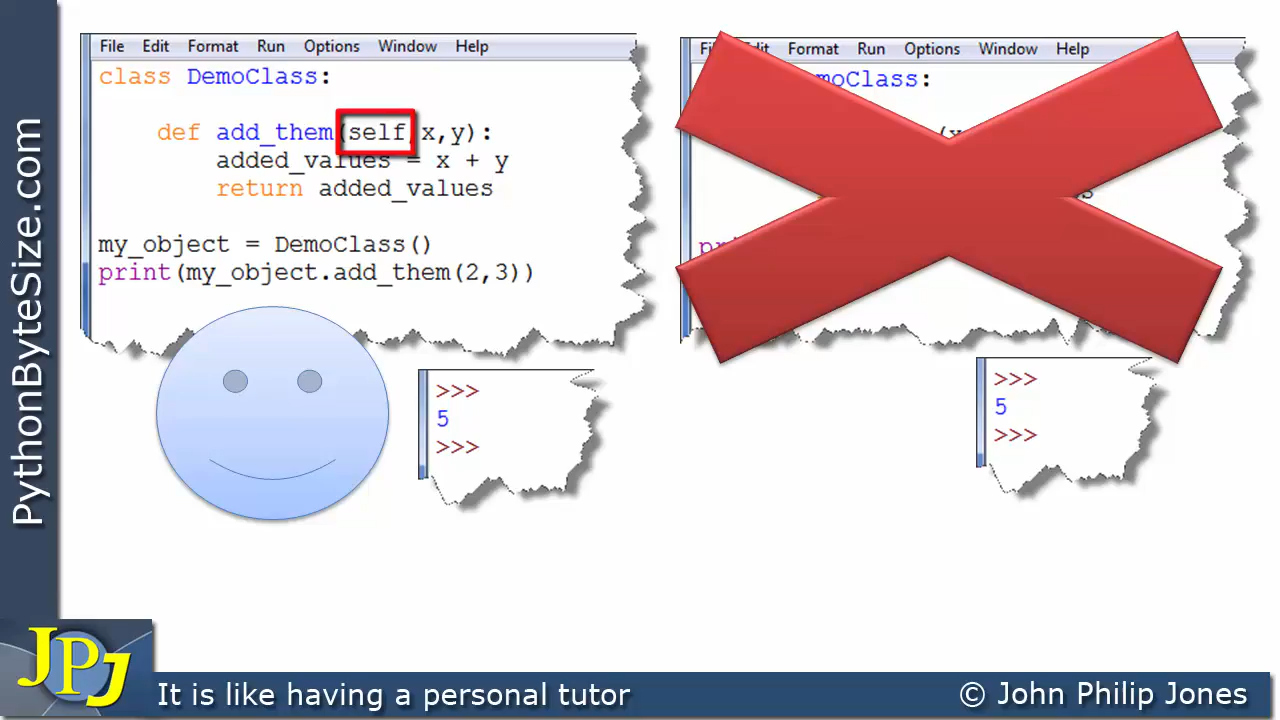 PythonByteSize.com
File Edit Format Run Options Window Help
class DemoClass:
def add_them(self,x,y):
added_values = x + y
return added_values
my_object = DemoClass()
print(my_object.add_them(2,3))
>>>
5
>>>
Format Run Options Window Help
>>>
5
>>>
JPJ
It is like having a personal tutor
© John Philip Jones